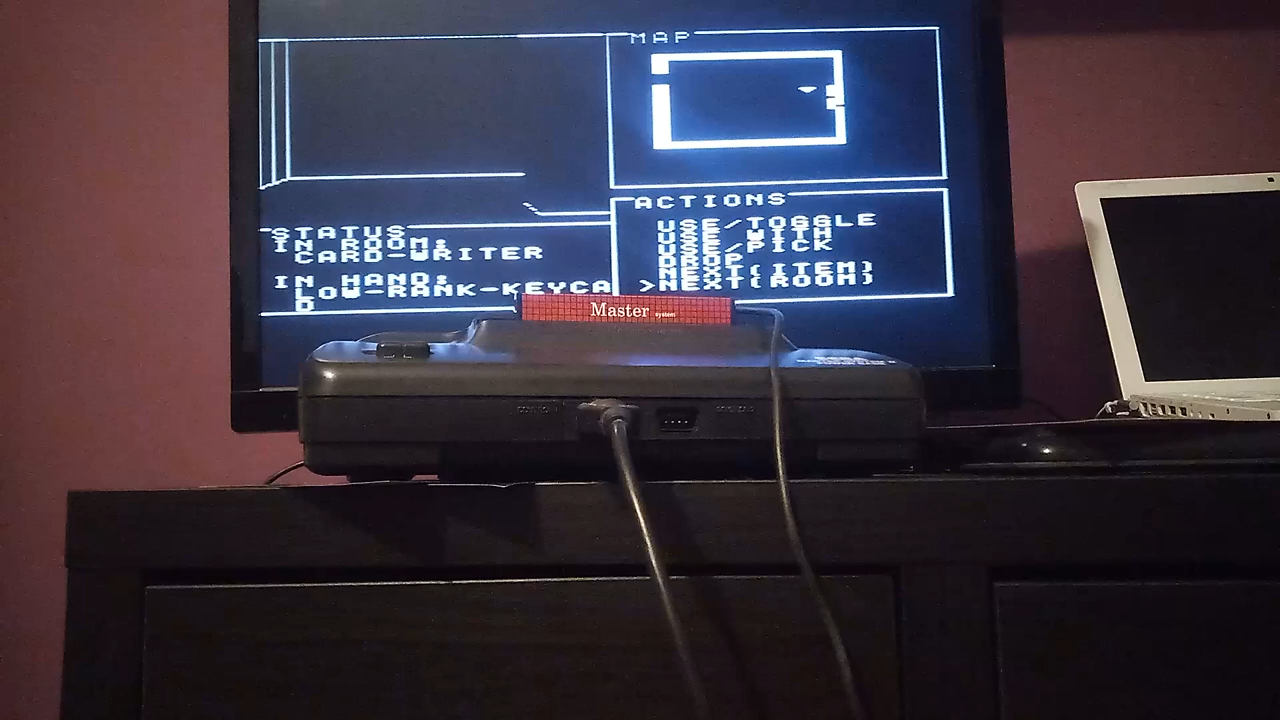 MAP
ACTIONS
USE/TOGGLE
USE/WITH
USE/PICK
DROP
NEXT(ITEM)
>NEXT(ROOM)
STATUS
IN ROOM:
CARD-WRITER
IN HAND:
LOW-RANK-KEYCA
D
Master system